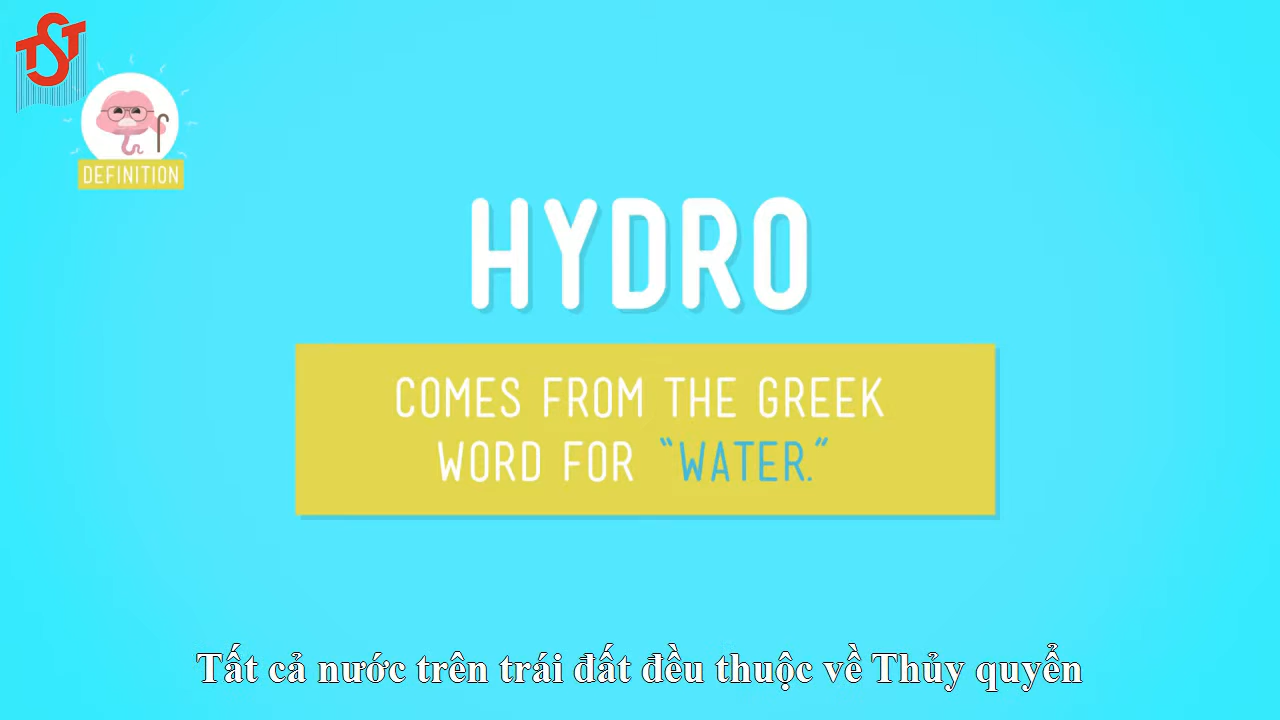 TST
DEFINITION
HYDRO
COMES FROM THE GREEK
WORD FOR "WATER."
Tất cả nước trên trái đất đều thuộc về Thủy quyển